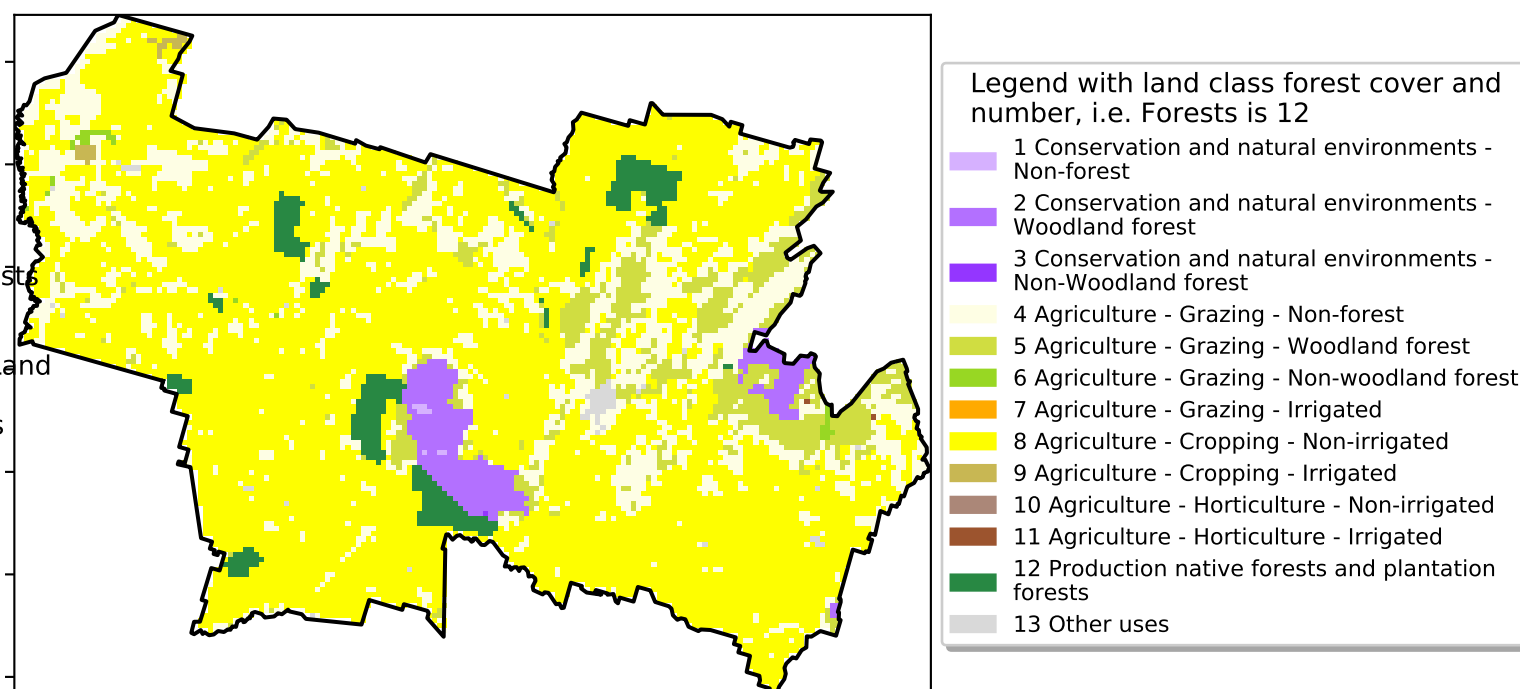 Legend with land class forest cover and
number, i.e. Forests is 12
1 Conservation and natural environments -
Non-forest
2 Conservation and natural environments -
Woodland forest
3 Conservation and natural environments -
Non-Woodland forest
sts
4 Agriculture - Grazing - Non-forest
5 Agriculture - Grazing - Woodland forest
land
6 Agriculture - Grazing - Non-woodland forest
7 Agriculture - Grazing - Irrigated
s
8 Agriculture - Cropping - Non-irrigated
9 Agriculture - Cropping - Irrigated
10 Agriculture - Horticulture - Non-irrigated
11 Agriculture - Horticulture - Irrigated
12 Production native forests and plantation
forests
13 Other uses